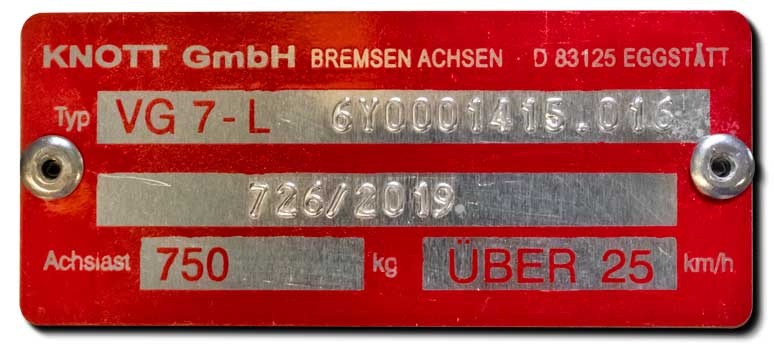 KNOTT GmbH BREMSEN ACHSEN · D 83125 EGGSTÄTT
Typ VG 7-L 6Y0001415.016
726/2019.
Achslast 750 kg ÜBER 25 km/h